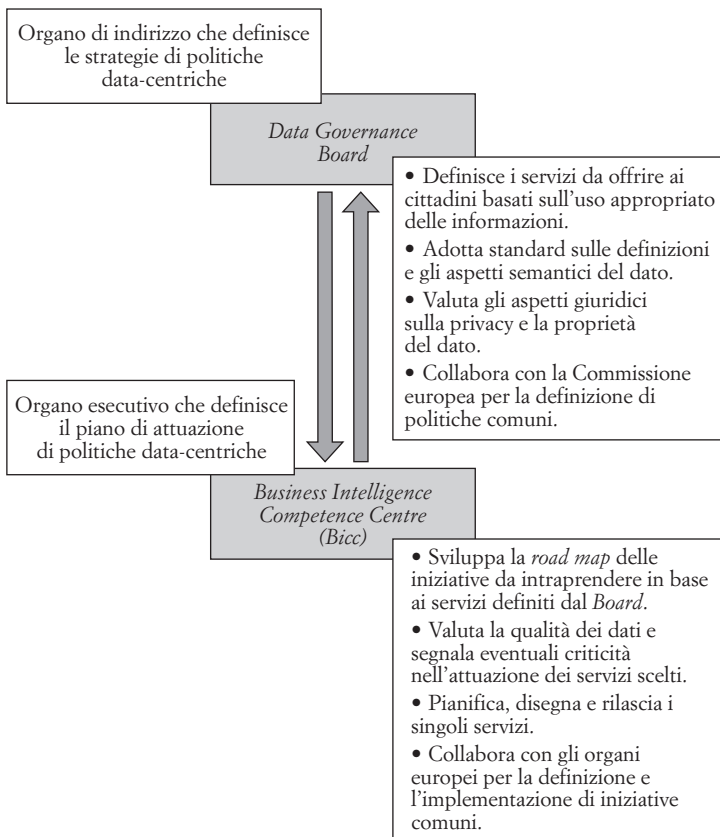 Organo di indirizzo che definisce
le strategie di politiche
data-centriche
Data Governance
Board
• Definisce i servizi da offrire ai
cittadini basati sull'uso appropriato
delle informazioni.
• Adotta standard sulle definizioni
e gli aspetti semantici del dato.
• Valuta gli aspetti giuridici
sulla privacy e la proprietà
del dato.
• Collabora con la Commissione
europea per la definizione di
politiche comuni.
Organo esecutivo che definisce
il piano di attuazione
di politiche data-centriche
Business Intelligence
Competence Centre
(Bicc)
• Sviluppa la road map delle
iniziative da intraprendere in base
ai servizi definiti dal Board.
• Valuta la qualità dei dati e
segnala eventuali criticità
nell'attuazione dei servizi scelti.
• Pianifica, disegna e rilascia i
singoli servizi.
• Collabora con gli organi
europei per la definizione e
l'implementazione di iniziative
comuni.